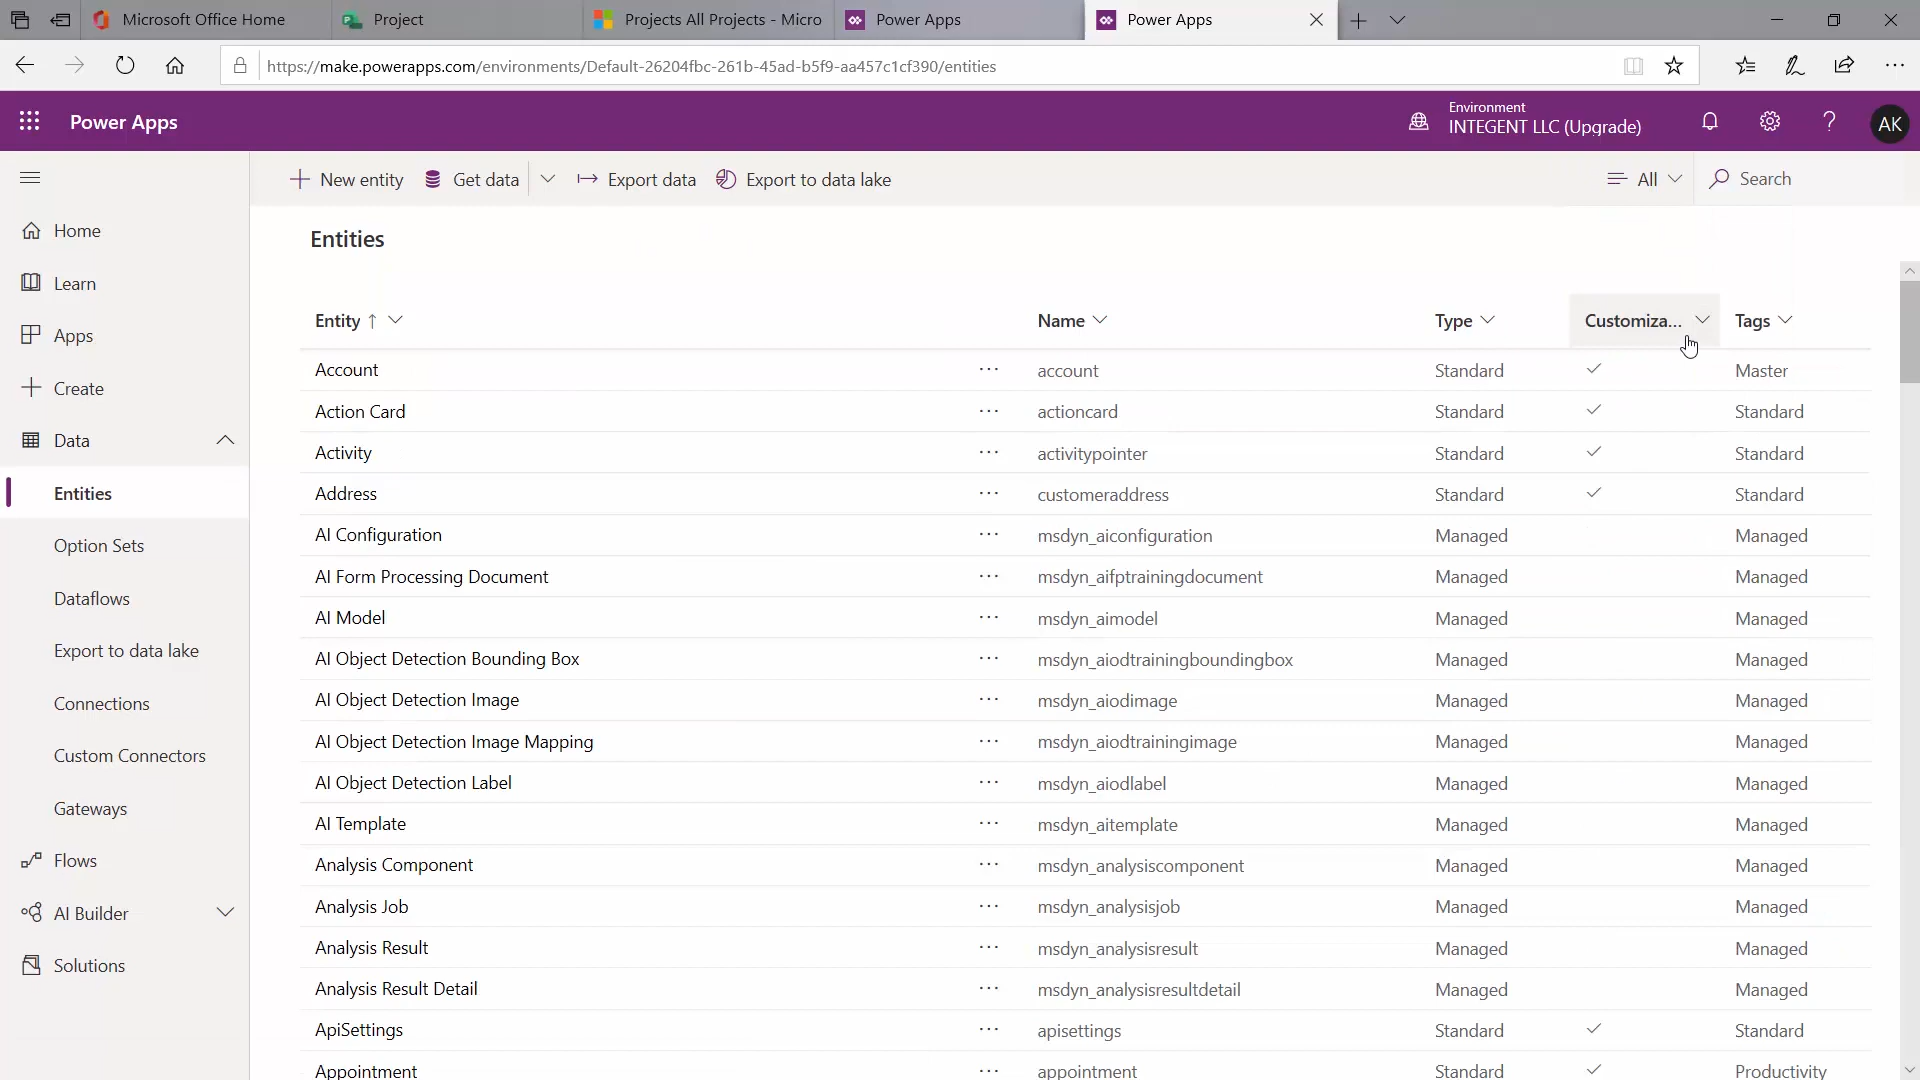 Microsoft Office Home
Project
Projects All Projects - Micro
Power Apps
Power Apps
https://make.powerapps.com/environments/Default-26204fbc-261b-45ad-b5f9-aa457c1cf390/entities
Power Apps
Environment
INTEGENT LLC (Upgrade)
AK
New entity
Get data
Export data
Export to data lake
All
Search
Home
Learn
Apps
Create
Data
Entities
Option Sets
Dataflows
Export to data lake
Connections
Custom Connectors
Gateways
Flows
AI Builder
Solutions
Entities
Entity ↑ Name Type Customiza... Tags
Account ... account Standard ✓ Master
Action Card ... actioncard Standard ✓ Standard
Activity ... activitypointer Standard ✓ Standard
Address ... customeraddress Standard ✓ Standard
AI Configuration ... msdyn_aiconfiguration Managed Managed
AI Form Processing Document ... msdyn_aifptrainingdocument Managed Managed
AI Model ... msdyn_aimodel Managed Managed
AI Object Detection Bounding Box ... msdyn_aiodtrainingboundingbox Managed Managed
AI Object Detection Image ... msdyn_aiodimage Managed Managed
AI Object Detection Image Mapping ... msdyn_aiodtrainingimage Managed Managed
AI Object Detection Label ... msdyn_aiodlabel Managed Managed
AI Template ... msdyn_aitemplate Managed Managed
Analysis Component ... msdyn_analysiscomponent Managed Managed
Analysis Job ... msdyn_analysisjob Managed Managed
Analysis Result ... msdyn_analysisresult Managed Managed
Analysis Result Detail ... msdyn_analysisresultdetail Managed Managed
ApiSettings ... apisettings Standard ✓ Standard
Appointment ... appointment Standard ✓ Productivity